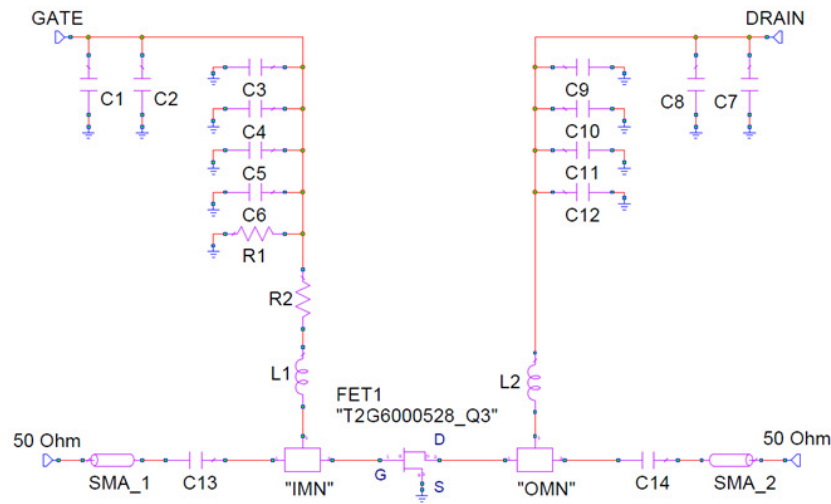 GATE
DRAIN
C1
C2
C3
C4
C5
C6
R1
R2
L1
C9
C10
C11
C12
C8
C7
L2
FET1
"T2G6000528_Q3"
50 Ohm
SMA_1
C13
"IMN"
G
D
S
"OMN"
C14
SMA_2
50 Ohm